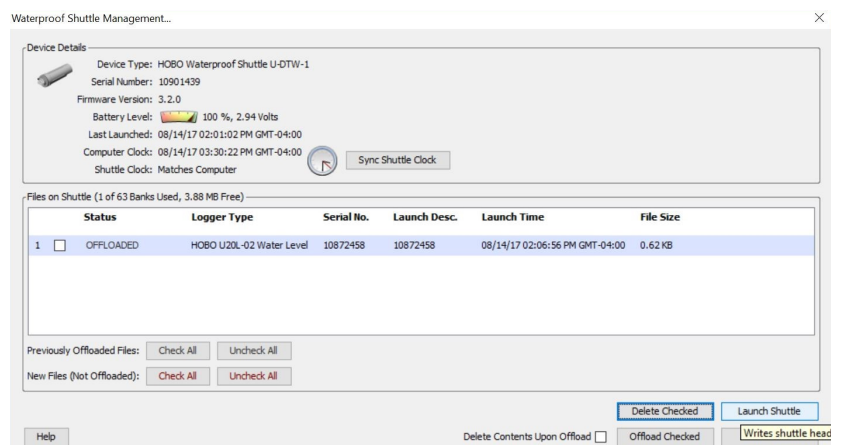 Waterproof Shuttle Management...
Device Details
Device Type: HOBO Waterproof Shuttle U-DTW-1
Serial Number: 10901439
Firmware Version: 3.2.0
Battery Level: 100 %, 2.94 Volts
Last Launched: 08/14/17 02:01:02 PM GMT-04:00
Computer Clock: 08/14/17 03:30:22 PM GMT-04:00
Sync Shuttle Clock
Shuttle Clock: Matches Computer
Files on Shuttle (1 of 63 Banks Used, 3.88 MB Free)
Status Logger Type Serial No. Launch Desc. Launch Time File Size
1 OFFLOADED HOBO U20L-02 Water Level 10872458 10872458 08/14/17 02:06:56 PM GMT-04:00 0.62 KB
Previously Offloaded Files: Check All Uncheck All
New Files (Not Offloaded): Check All Uncheck All
Delete Checked Launch Shuttle
Help Delete Contents Upon Offload Offload Checked Writes shuttle head